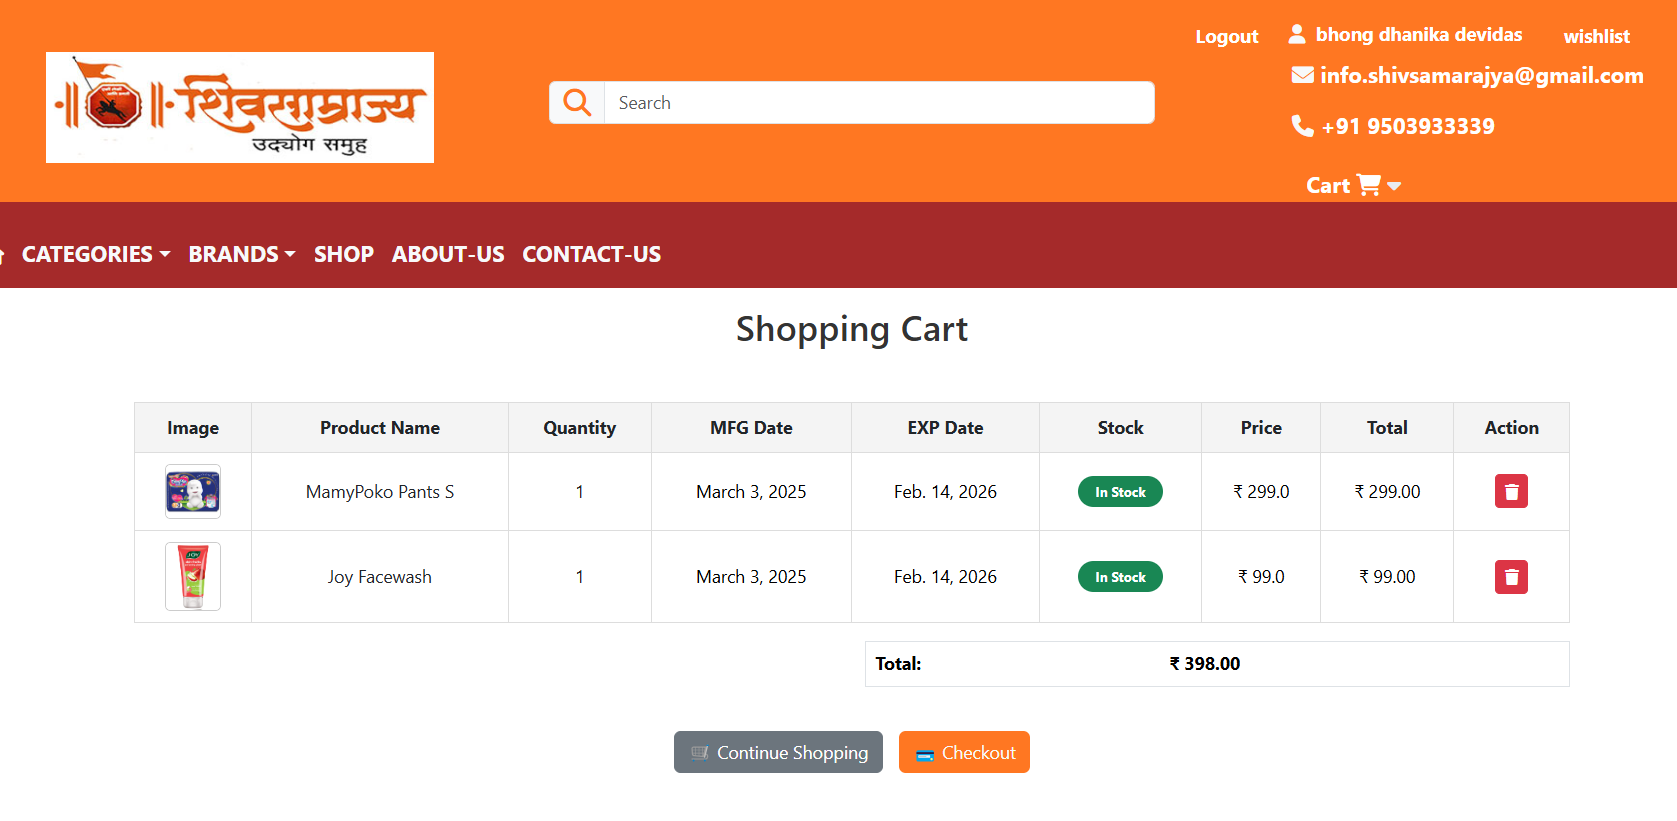 Logout bhong dhanika devidas wishlist
info.shivsamarajya@gmail.com
शिवसाम्राज्य
उद्योग समुह
Search
+91 9503933339
Cart
CATEGORIES BRANDS SHOP ABOUT-US CONTACT-US
Shopping Cart
Image Product Name Quantity MFG Date EXP Date Stock Price Total Action
MamyPoko Pants S 1 March 3, 2025 Feb. 14, 2026 In Stock ₹ 299.0 ₹ 299.00
JOY
Joy Facewash 1 March 3, 2025 Feb. 14, 2026 In Stock ₹ 99.0 ₹ 99.00
Total: ₹ 398.00
Continue Shopping Checkout